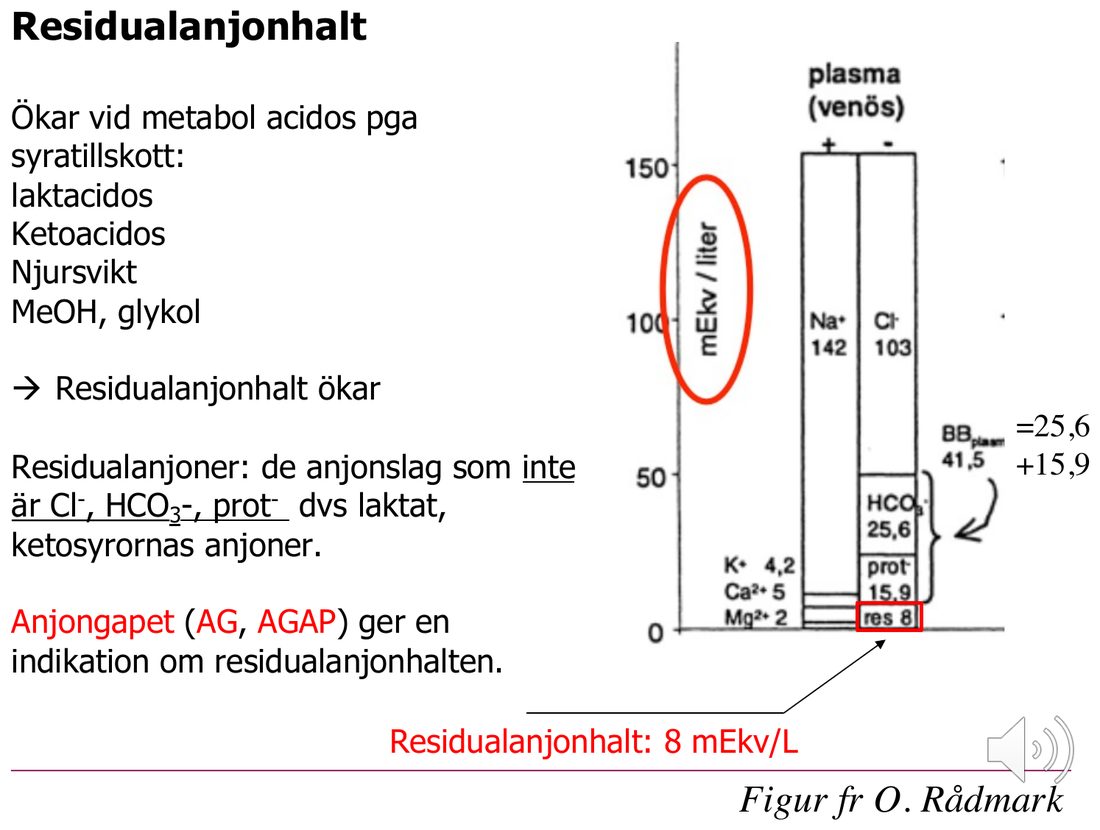 Residualanjonhalt
Ökar vid metabol acidos pga
syratillskott:
laktacidos
Ketoacidos
Njursvikt
MeOH, glykol
→ Residualanjonhalt ökar
Residualanjoner: de anjonslag som inte
är Cl-, HCO3-, prot- dvs laktat,
ketosyrornas anjoner.
Anjongapet (AG, AGAP) ger en
indikation om residualanjonhalten.
plasma
(venös)
+ -
150
100
50
0
mEkv / liter
Na+ Cl-
142 103
BBplasm
41,5
=25,6
+15,9
HCO3-
25,6
prot-
15,9
res 8
K+ 4,2
Ca2+ 5
Mg2+ 2
Residualanjonhalt: 8 mEkv/L
Figur fr O. Rådmark